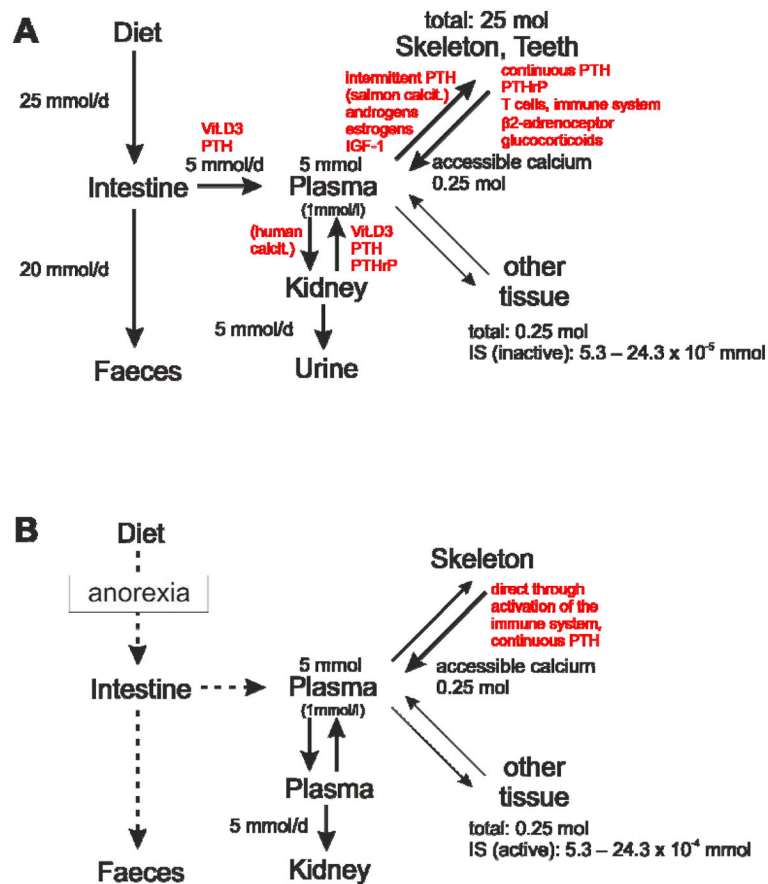 A
Diet
25 mmol/d
Vit.D3
PTH
5 mmol/d
Intestine
20 mmol/d
Faeces
total: 25 mol
Skeleton, Teeth
intermittent PTH
(salmon calcit.)
androgens
estrogens
IGF-1
continuous PTH
PTHrP
T cells, immune system
β2-adrenoceptor
glucocorticoids
accessible calcium
0.25 mol
5 mmol
Plasma
(1mmol/l)
(human
calcit.)
Vit.D3
PTH
PTHrP
Kidney
5 mmol/d
Urine
other
tissue
total: 0.25 mol
IS (inactive): 5.3 – 24.3 x 10⁻⁵ mmol
B
Diet
anorexia
Intestine
Faeces
Skeleton
direct through
activation of the
immune system,
continuous PTH
accessible calcium
0.25 mol
5 mmol
Plasma
(1mmol/l)
Plasma
5 mmol/d
Kidney
other
tissue
total: 0.25 mol
IS (active): 5.3 – 24.3 x 10⁻⁴ mmol